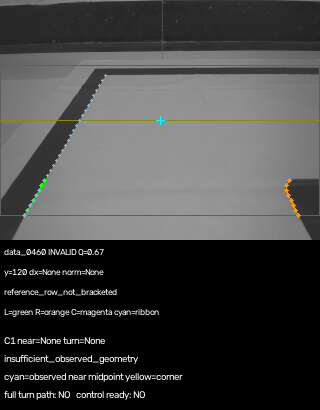 data_0460 INVALID Q=0.67
y=120 dx=None norm=None
reference_row_not_bracketed
L=green R=orange C=magenta cyan=ribbon
C1 near=None turn=None
insufficient_observed_geometry
cyan=observed near midpoint yellow=corner
full turn path: NO control ready: NO